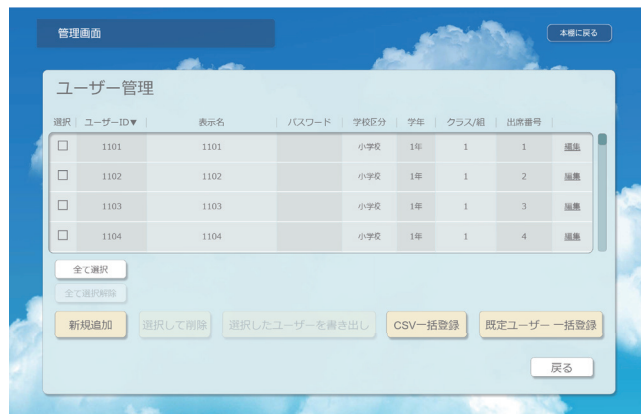 管理画面
本棚に戻る
ユーザー管理
選択 ユーザーID▼ 表示名 パスワード 学校区分 学年 クラス/組 出席番号
1101 1101 小学校 1年 1 1 編集
1102 1102 小学校 1年 1 2 編集
1103 1103 小学校 1年 1 3 編集
1104 1104 小学校 1年 1 4 編集
全て選択
全て選択解除
新規追加 選択して削除 選択したユーザーを書き出し CSV一括登録 既定ユーザー 一括登録
戻る